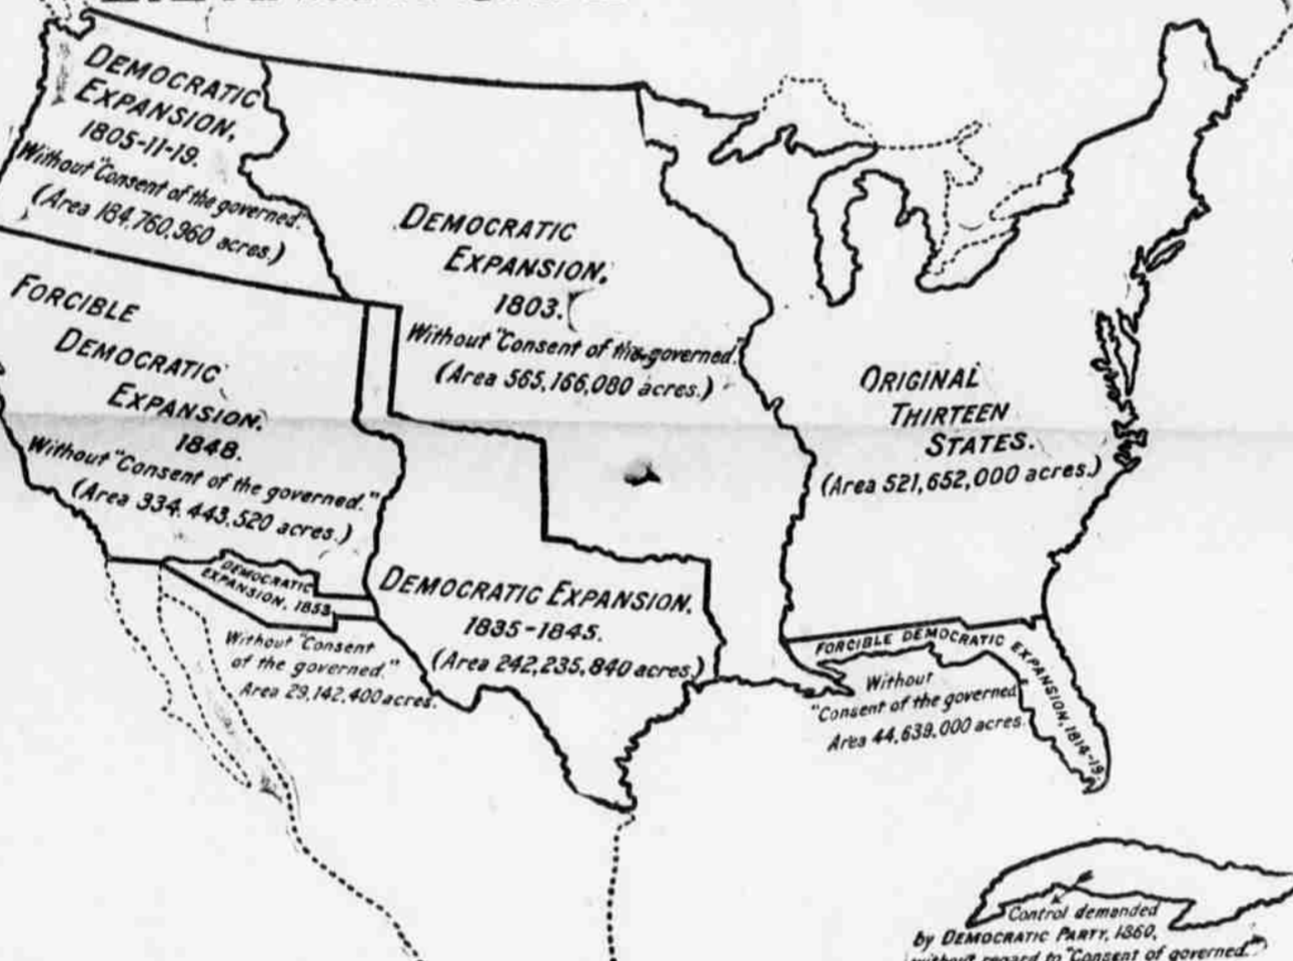 DEMOCRATIC
EXPANSION,
1805-11-19.
Without "Consent of the governed."
(Area 184,760,960 acres.)
DEMOCRATIC
EXPANSION,
1803.
Without "Consent of the governed."
(Area 565,166,080 acres.)
ORIGINAL
THIRTEEN
STATES.
(Area 521,652,000 acres.)
FORCIBLE
DEMOCRATIC
EXPANSION,
1848.
Without "Consent of the governed."
(Area 334,443,520 acres.)
DEMOCRATIC
EXPANSION, 1853
Without "Consent
of the governed."
Area 29,142,400 acres.
DEMOCRATIC EXPANSION,
1835-1845.
(Area 242,235,840 acres.)
FORCIBLE DEMOCRATIC EXPANSION, 1814-19.
Without
"Consent of the governed
Area 44,639,000 acres.
Control demanded
by DEMOCRATIC PARTY, 1860,
without regard to "Consent of governed."